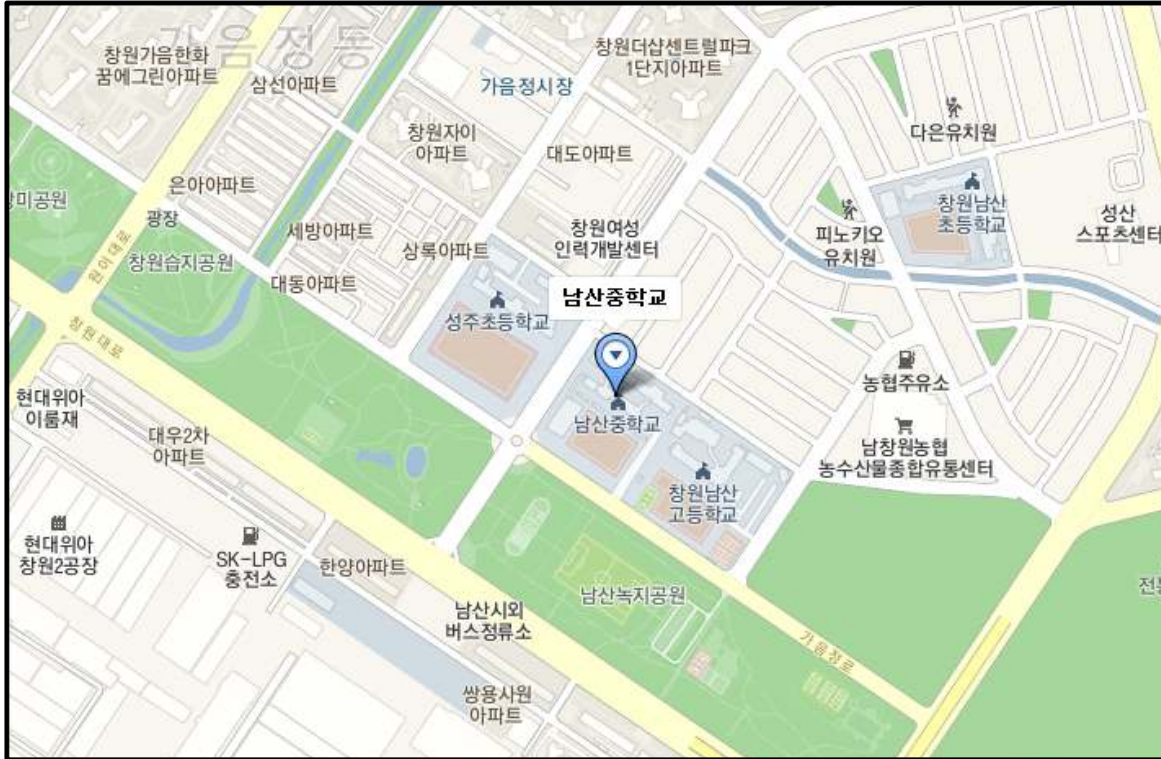 가음정동
창원가음한화
꿈에그린아파트
삼선아파트
가음정시장
창원더샵센트럴파크
1단지아파트
창원자이
아파트
대도아파트
다은유치원
창원남산
초등학교
성산
스포츠센터
미공원
은아아파트
광장
세방아파트
상록아파트
창원여성
인력개발센터
피노키오
유치원
원이대로
창원습지공원
대동아파트
남산중학교
성주초등학교
창원대로
농협주유소
현대위아
이룸재
대우2차
아파트
남산중학교
남창원농협
농수산물종합유통센터
창원남산
고등학교
현대위아
창원2공장
SK-LPG
충전소
한양아파트
남산시외
버스정류소
남산녹지공원
가음정로
쌍용사원
아파트